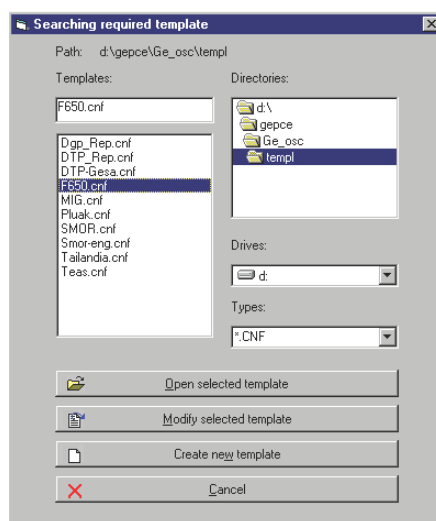 Searching required template
Path: d:\gepce\Ge_osc\templ
Templates:
F650.cnf
Dgp_Rep.cnf
DTP_Rep.cnf
DTP-Gesa.cnf
F650.cnf
MIG.cnf
Pluak.cnf
SMOR.cnf
Smor-eng.cnf
Tailandia.cnf
Teas.cnf
Directories:
d:\
gepce
Ge_osc
templ
Drives:
d:
Types:
*.CNF
Open selected template
Modify selected template
Create new template
Cancel